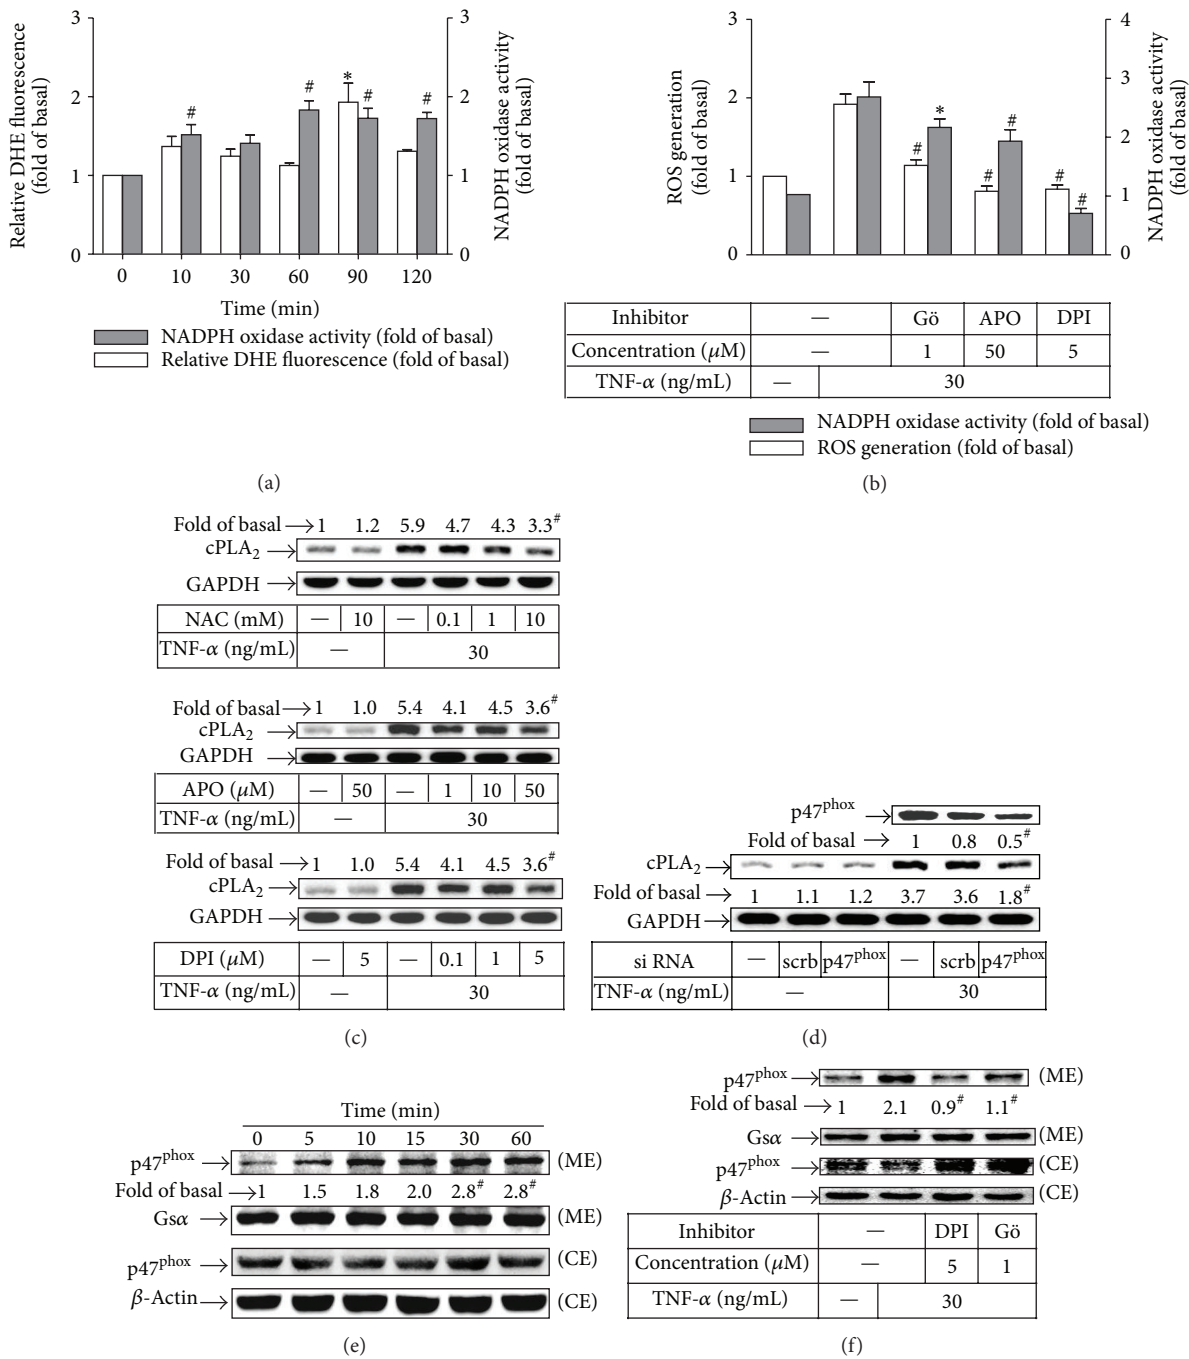 3
2
1
0
Relative DHE fluorescence
(fold of basal)
# # * # #
3
2
1
0
NADPH oxidase activity
(fold of basal)
0 10 30 60 90 120
Time (min)
NADPH oxidase activity (fold of basal)
Relative DHE fluorescence (fold of basal)
(a)
3
2
1
0
ROS generation
(fold of basal)
# * # # # #
4
3
2
1
0
NADPH oxidase activity
(fold of basal)
Inhibitor — Gö APO DPI
Concentration (μM) — 1 50 5
TNF-α (ng/mL) — 30
NADPH oxidase activity (fold of basal)
ROS generation (fold of basal)
(b)
Fold of basal → 1 1.2 5.9 4.7 4.3 3.3#
cPLA2 →
GAPDH →
NAC (mM) — 10 — 0.1 1 10
TNF-α (ng/mL) — 30
Fold of basal → 1 1.0 5.4 4.1 4.5 3.6#
cPLA2 →
GAPDH →
APO (μM) — 50 — 1 10 50
TNF-α (ng/mL) — 30
Fold of basal → 1 1.0 5.4 4.1 4.5 3.6#
cPLA2 →
GAPDH →
DPI (μM) — 5 — 0.1 1 5
TNF-α (ng/mL) — 30
(c)
p47phox →
Fold of basal → 1 0.8 0.5#
cPLA2 →
Fold of basal → 1 1.1 1.2 3.7 3.6 1.8#
GAPDH →
si RNA — scrb p47phox — scrb p47phox
TNF-α (ng/mL) — 30
(d)
Time (min)
0 5 10 15 30 60
p47phox → (ME)
Fold of basal → 1 1.5 1.8 2.0 2.8# 2.8#
Gsα → (ME)
p47phox → (CE)
β-Actin → (CE)
(e)
p47phox → (ME)
Fold of basal → 1 2.1 0.9# 1.1#
Gsα → (ME)
p47phox → (CE)
β-Actin → (CE)
Inhibitor — DPI Gö
Concentration (μM) — 5 1
TNF-α (ng/mL) — 30
(f)